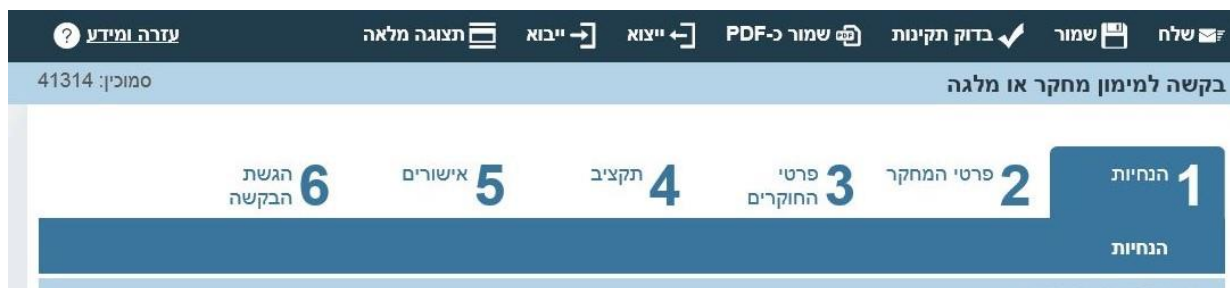 שלח שמור בדוק תקינות שמור כ-PDF ייצוא ייבוא תצוגה מלאה עזרה ומידע ?
בקשה למימון מחקר או מלגה סמוכין: 41314
1 הנחיות
2 פרטי המחקר
3 פרטי
החוקרים
4 תקציב
5 אישורים
6 הגשת
הבקשה
הנחיות